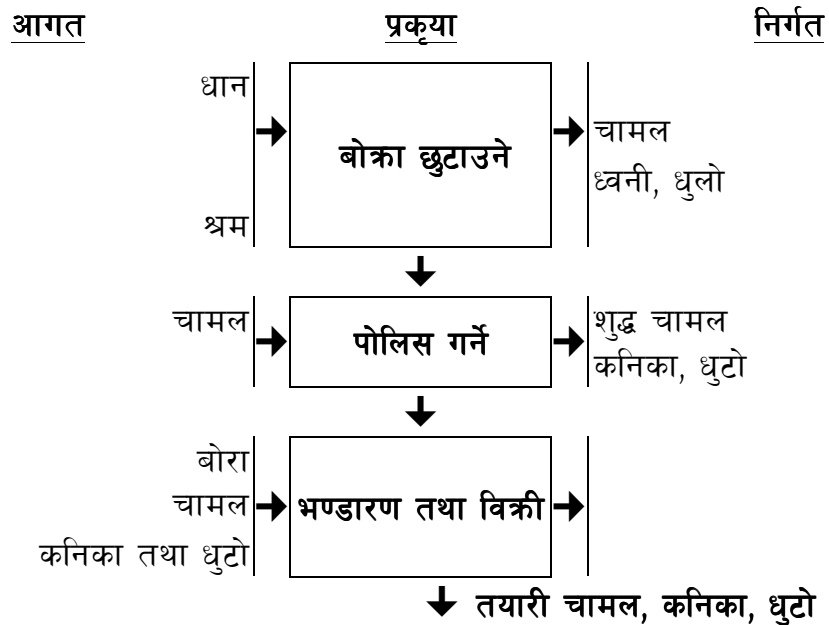 आगत
प्रकृया
निर्गत
धान
श्रम
बोक्रा छुटाउने
चामल
ध्वनी, धुलो
चामल
पोलिस गर्ने
शुद्ध चामल
कनिका, धुटो
बोरा
चामल
कनिका तथा धुटो
भण्डारण तथा विक्री
तयारी चामल, कनिका, धुटो